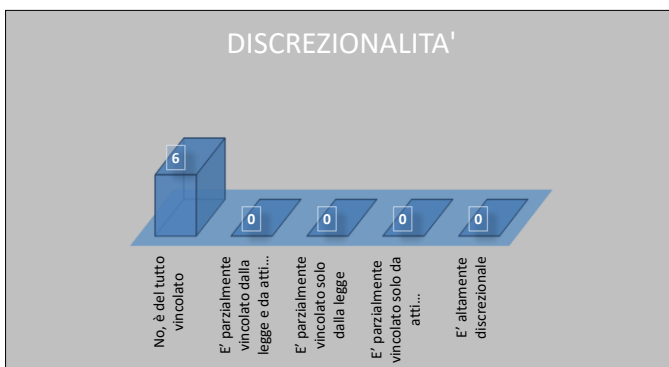 DISCREZIONALITA'
6
0
0
0
0
No, è del tutto
vincolato
E' parzialmente
vincolato dalla
legge e da atti…
E' parzialmente
vincolato solo
dalla legge
E' parzialmente
vincolato solo da
atti…
E' altamente
discrezionale